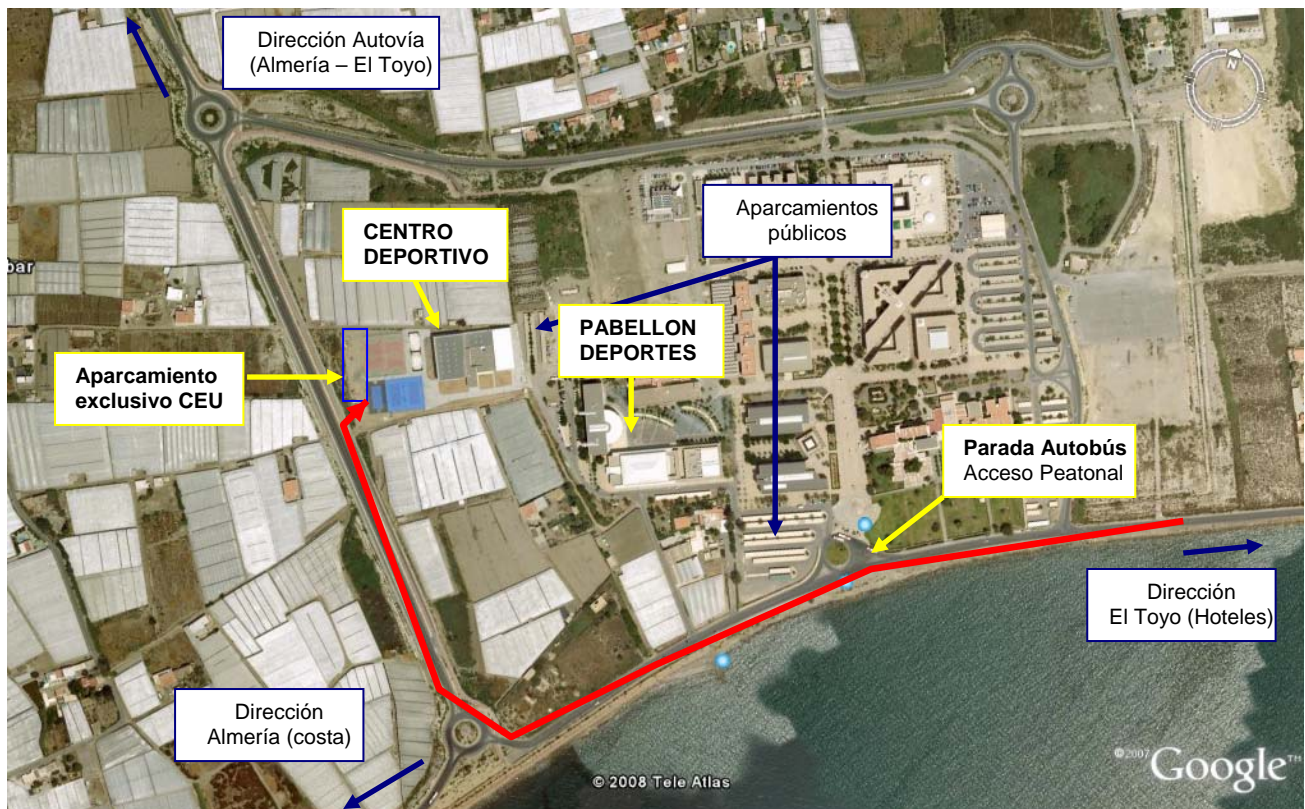 Dirección Autovía
(Almería – El Toyo)
N
CENTRO
DEPORTIVO
Aparcamientos
públicos
bar
PABELLON
DEPORTES
Aparcamiento
exclusivo CEU
Parada Autobús
Acceso Peatonal
Dirección
El Toyo (Hoteles)
Dirección
Almería (costa)
© 2008 Tele Atlas
©2007 Google™